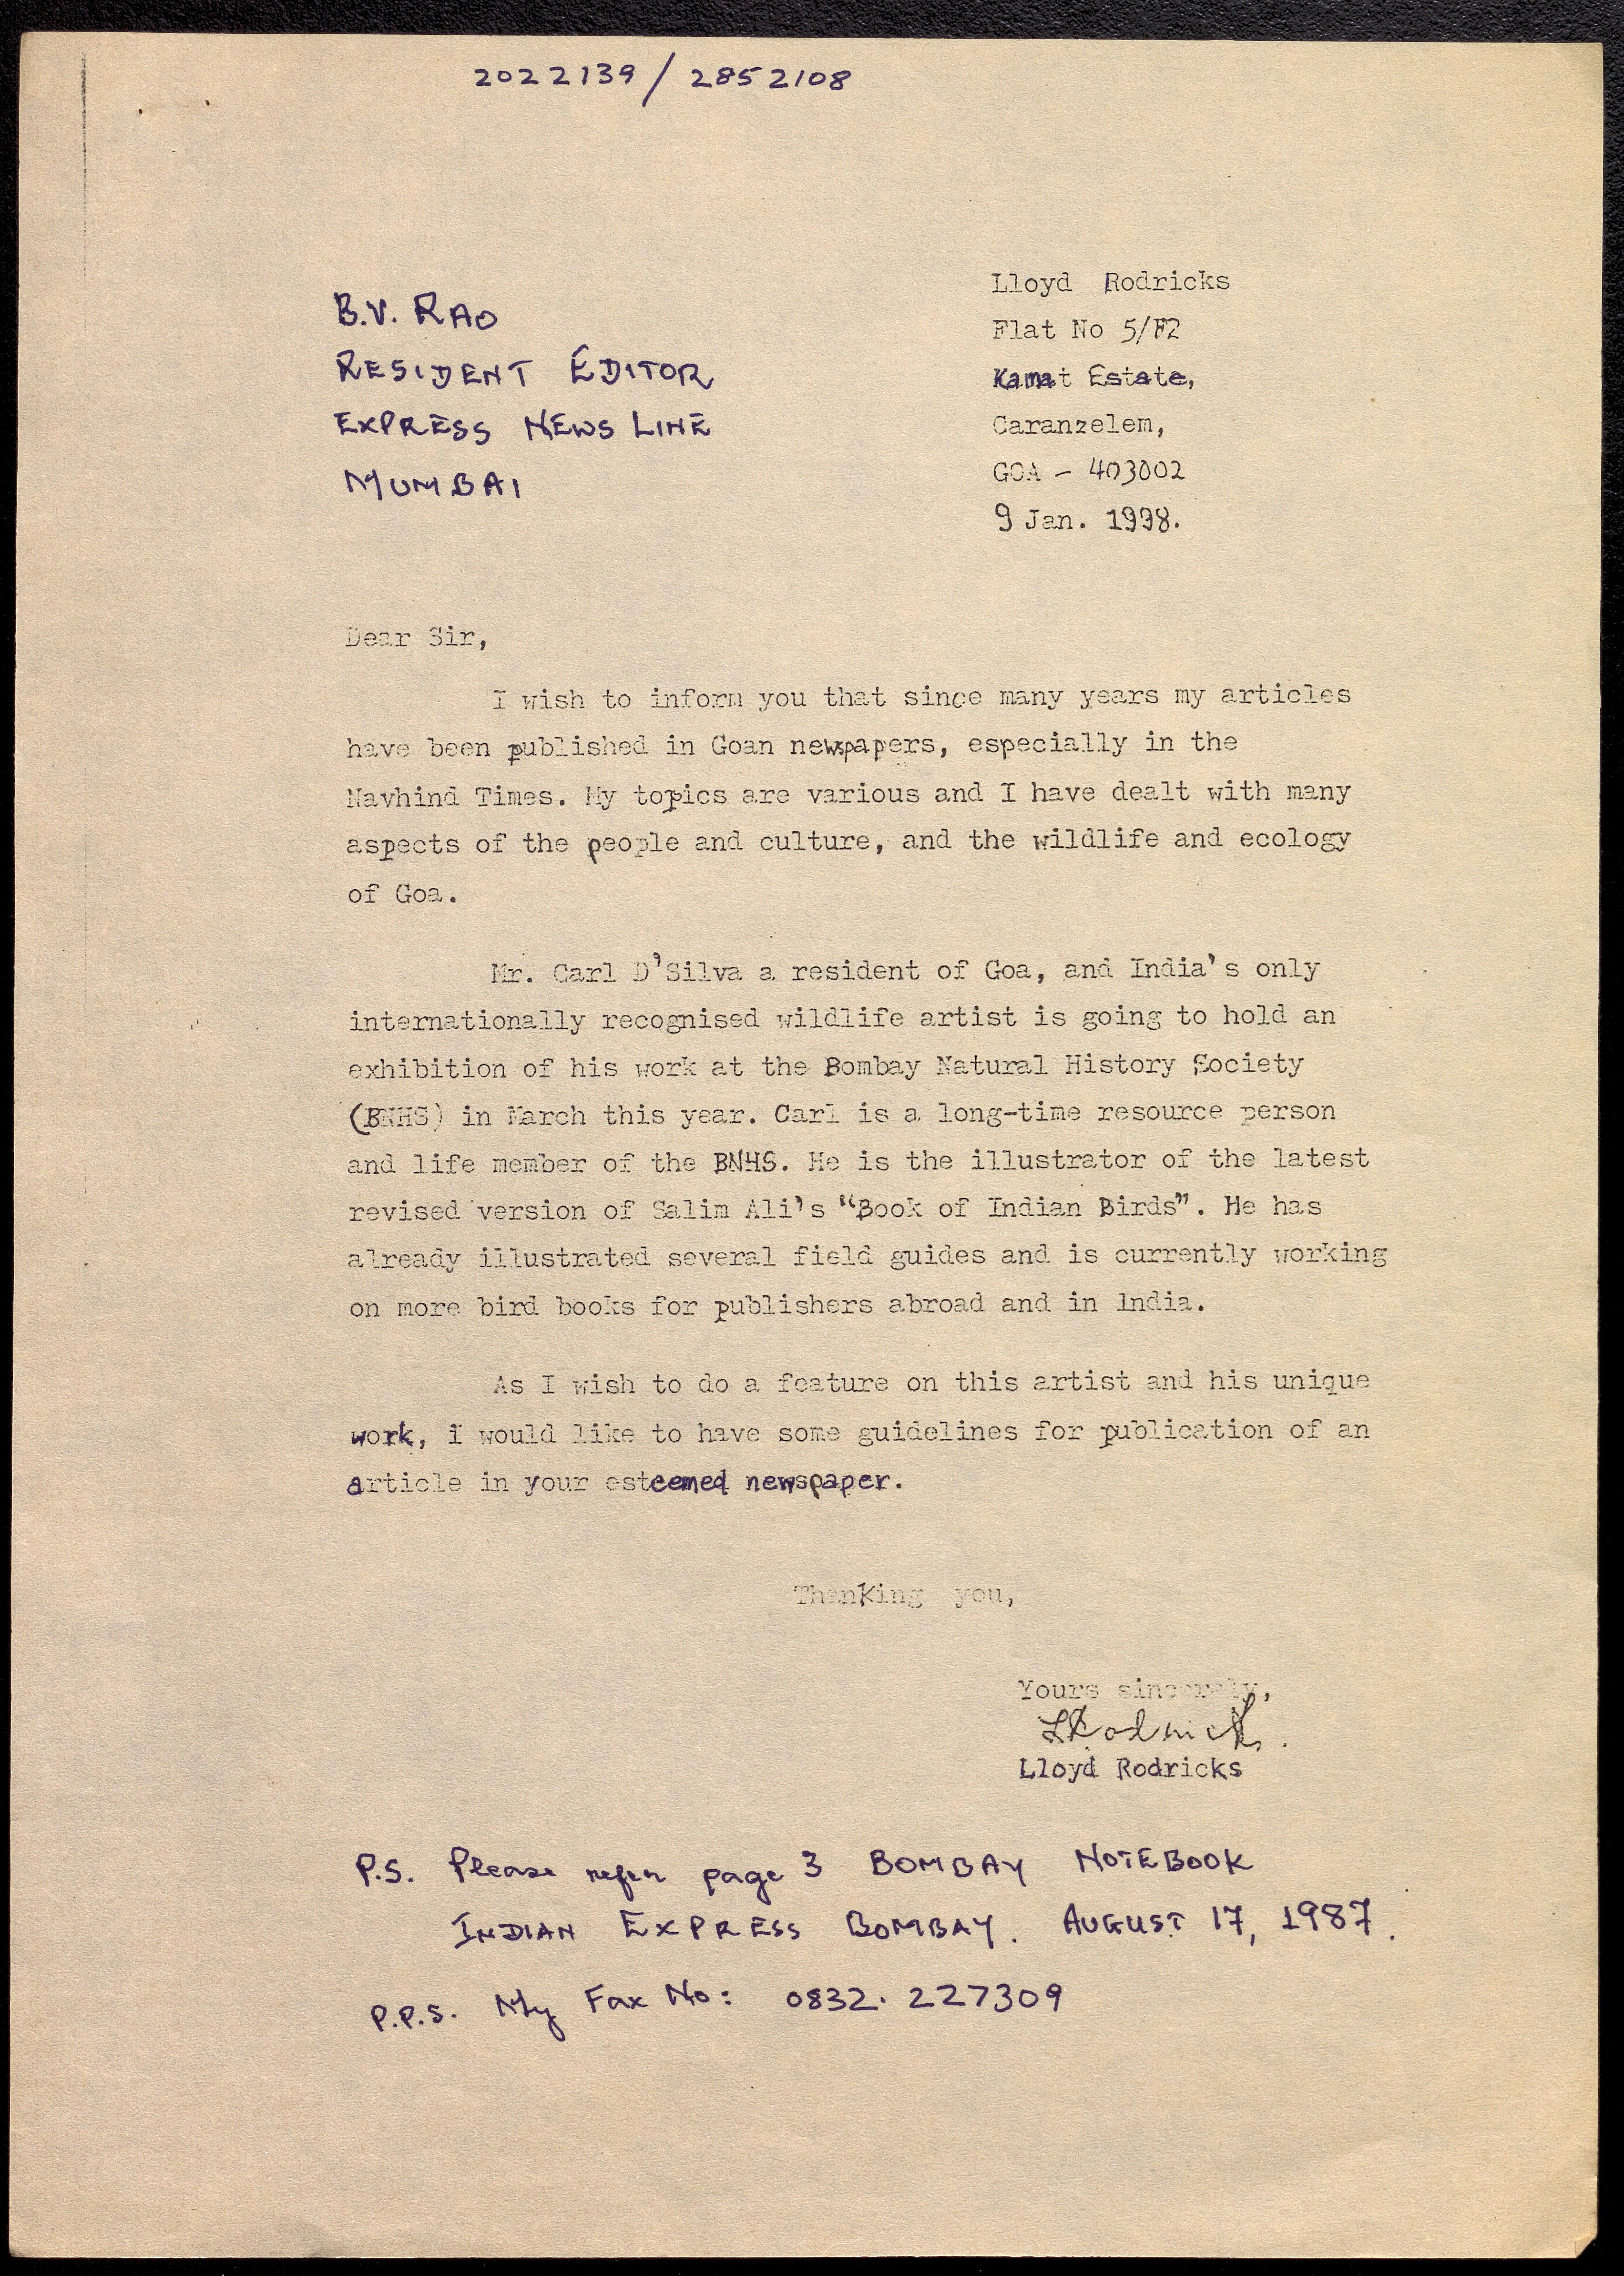 2022139 / 2852108
Lloyd Rodricks
Flat No 5/F2
Kamat Estate,
Caranzelem,
GOA - 403002
9 Jan. 1998.
B.V. RAO
RESIDENT EDITOR
EXPRESS NEWS LINE
MUMBAI
Dear Sir,
I wish to inform you that since many years my articles
have been published in Goan newspapers, especially in the
Navhind Times. My topics are various and I have dealt with many
aspects of the people and culture, and the wildlife and ecology
of Goa.
Mr. Carl D'Silva a resident of Goa, and India's only
internationally recognised wildlife artist is going to hold an
exhibition of his work at the Bombay Natural History Society
(BNHS) in March this year. Carl is a long-time resource person
and life member of the BNHS. He is the illustrator of the latest
revised version of Salim Ali's "Book of Indian Birds". He has
already illustrated several field guides and is currently working
on more bird books for publishers abroad and in India.
As I wish to do a feature on this artist and his unique
work, i would like to have some guidelines for publication of an
article in your esteemed newspaper.
Thanking you,
Yours sincerely,
LRodricks.
Lloyd Rodricks
P.S. Please refer page 3 BOMBAY NOTEBOOK
INDIAN EXPRESS BOMBAY. AUGUST 17, 1987.
P.P.S. My Fax No: 0832. 227309